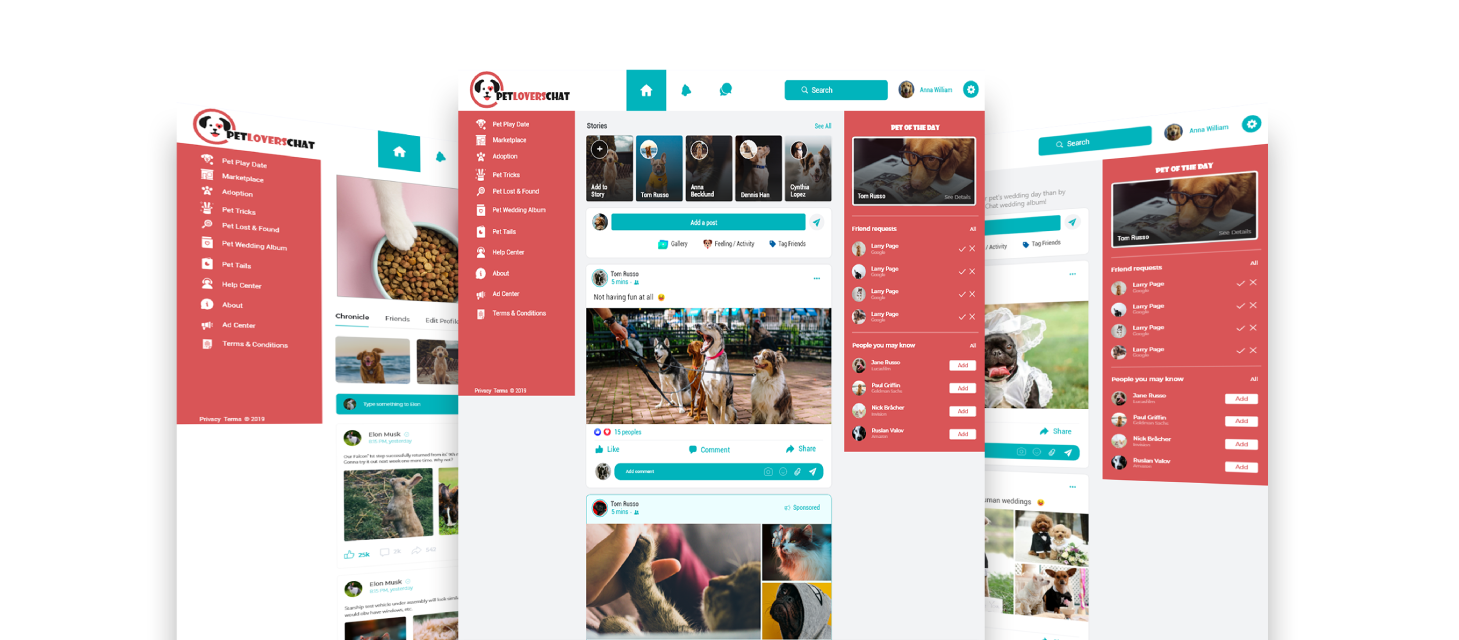 PETLOVERSCHAT
Pet Play Date
Marketplace
Adoption
Pet Tricks
Pet Lost & Found
Pet Wedding Album
Pet Tails
Help Center
About
Ad Center
Terms & Conditions
Privacy Terms © 2019
Chronicle Friends Edit Profile
Type something to Elon
Elon Musk
8:15 PM, yesterday
25k 2K 542
Elon Musk
8:15 PM, yesterday
PETLOVERSCHAT
Search
Anna William
Pet Play Date
Marketplace
Adoption
Pet Tricks
Pet Lost & Found
Pet Wedding Album
Pet Tails
Help Center
About
Ad Center
Terms & Conditions
Privacy Terms © 2019
Stories See All
Add to
Story
Tom Russo
Anna
Becklund
Dennis Han
Cynthia
Lopez
Add a post
Gallery Feeling / Activity Tag Friends
Tom Russo
5 mins -
Not having fun at all
15 peoples
Like Comment Share
Add comment
Tom Russo
5 mins - Sponsored
PET OF THE DAY
Tom Russo See Details
Friend requests All
Larry Page
Google
Larry Page
Google
Larry Page
Google
Larry Page
Google
People you may know All
Jane Russo
Lucasfilm
Add
Paul Griffin
Goldman Sachs
Add
Nick Brãcher
Add
Ruslan Valov
Add
Search
Anna William
pet's wedding day than by
Chat wedding album!
/ Activity Tag Friends
Share
uman weddings
PET OF THE DAY
Tom Russo See Details
Friend requests All
Larry Page
Google
Larry Page
Google
Larry Page
Google
Larry Page
Google
People you may know All
Jane Russo
Lucasfilm
Add
Paul Griffin
Goldman Sachs
Add
Nick Brãcher
Add
Ruslan Valov
Add